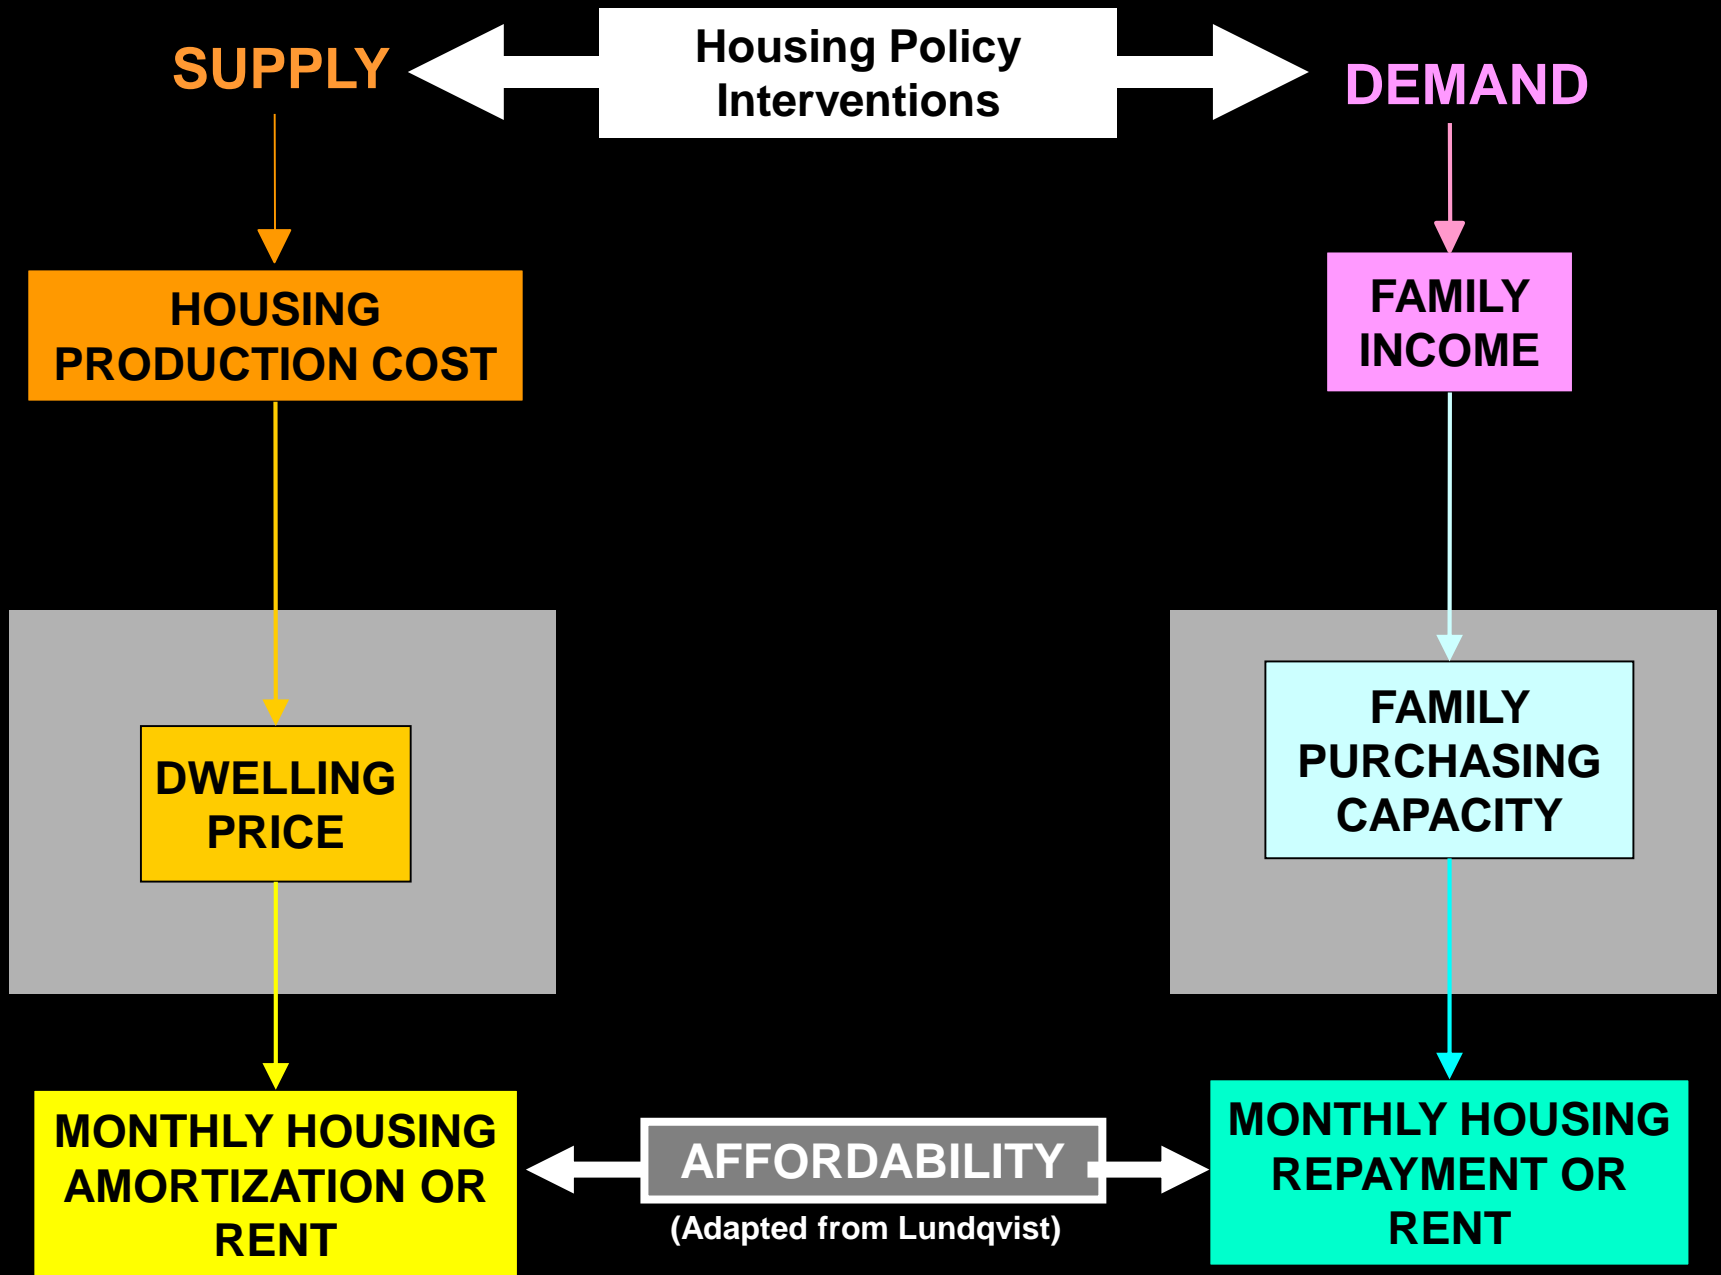 SUPPLY
Housing Policy
Interventions
DEMAND
HOUSING
PRODUCTION COST
FAMILY
INCOME
DWELLING
PRICE
FAMILY
PURCHASING
CAPACITY
MONTHLY HOUSING
AMORTIZATION OR
RENT
AFFORDABILITY
(Adapted from Lundqvist)
MONTHLY HOUSING
REPAYMENT OR
RENT